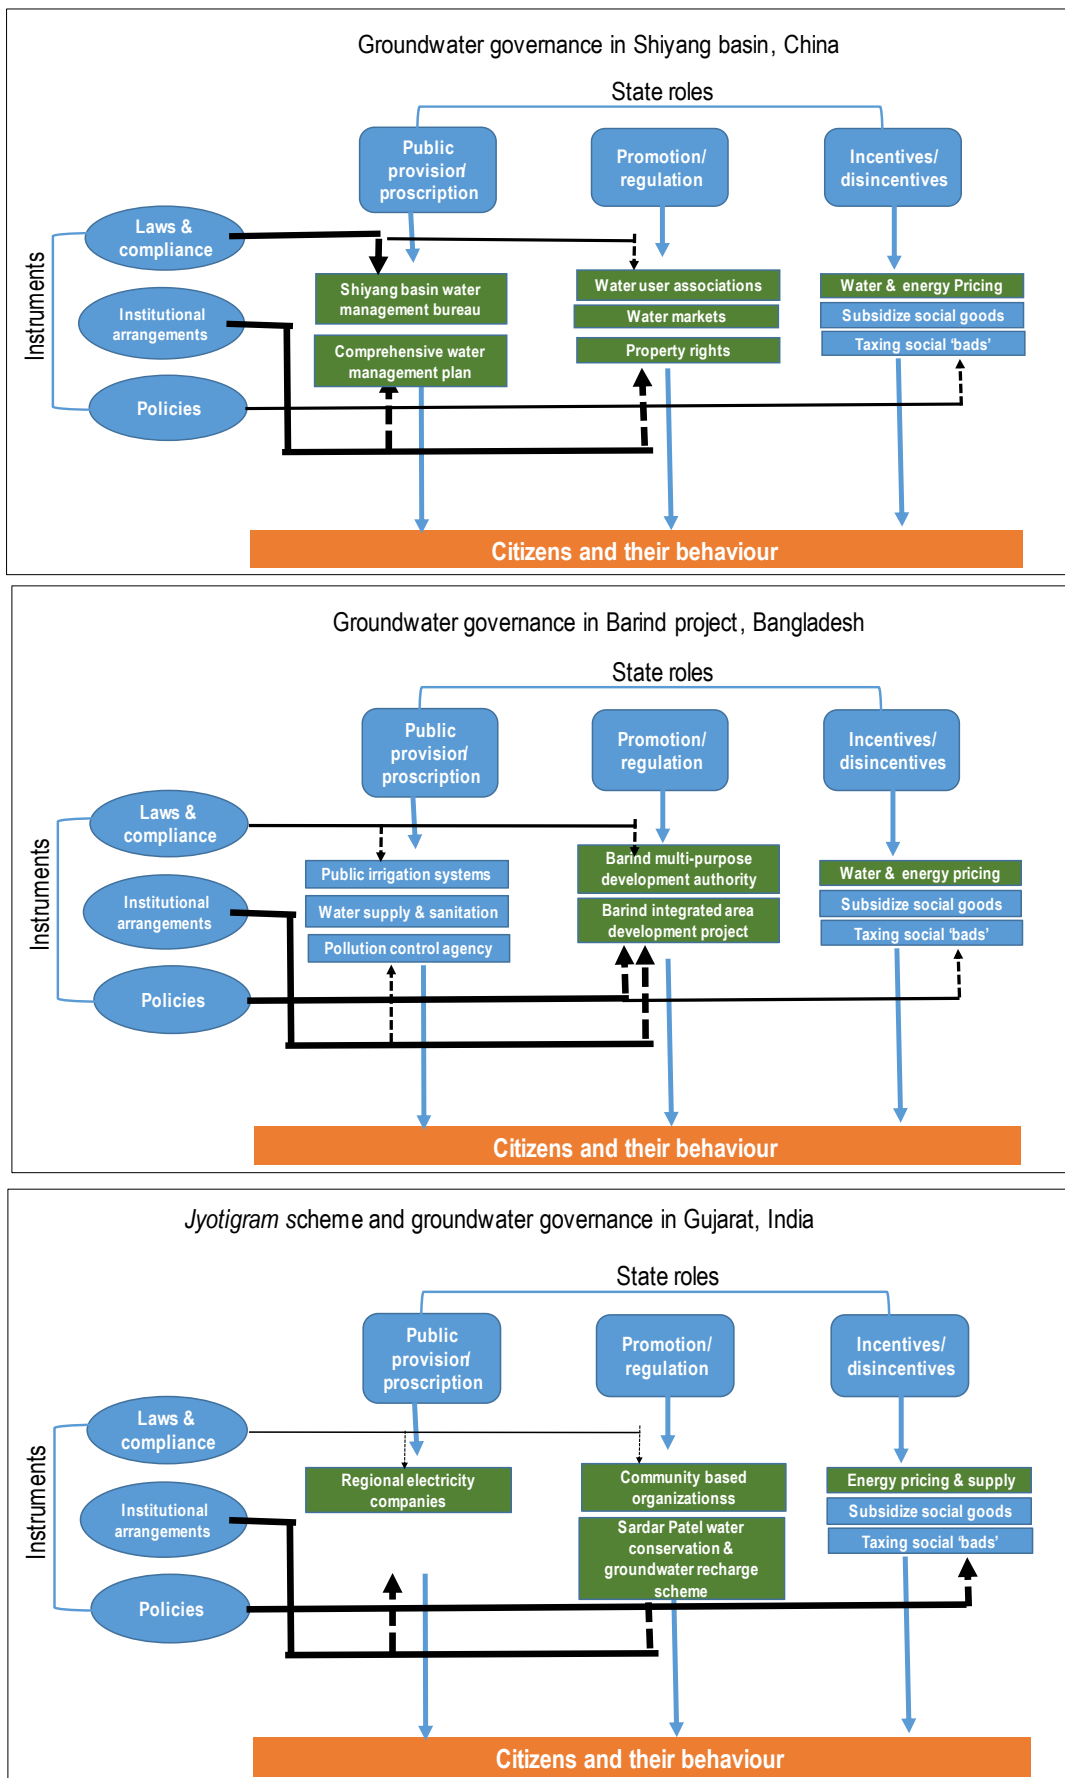 Groundwater governance in Shiyang basin, China
State roles
Public
provision/
proscription
Promotion/
regulation
Incentives/
disincentives
Instruments
Laws &
compliance
Institutional
arrangements
Policies
Shiyang basin water
management bureau
Comprehensive water
management plan
Water user associations
Water markets
Property rights
Water & energy Pricing
Subsidize social goods
Taxing social ‘bads’
Citizens and their behaviour
Groundwater governance in Barind project, Bangladesh
State roles
Public
provision/
proscription
Promotion/
regulation
Incentives/
disincentives
Instruments
Laws &
compliance
Institutional
arrangements
Policies
Public irrigation systems
Water supply & sanitation
Pollution control agency
Barind multi-purpose
development authority
Barind integrated area
development project
Water & energy pricing
Subsidize social goods
Taxing social ‘bads’
Citizens and their behaviour
Jyotigram scheme and groundwater governance in Gujarat, India
State roles
Public
provision/
proscription
Promotion/
regulation
Incentives/
disincentives
Instruments
Laws &
compliance
Institutional
arrangements
Policies
Regional electricity
companies
Community based
organizationss
Sardar Patel water
conservation &
groundwater recharge
scheme
Energy pricing & supply
Subsidize social goods
Taxing social ‘bads’
Citizens and their behaviour